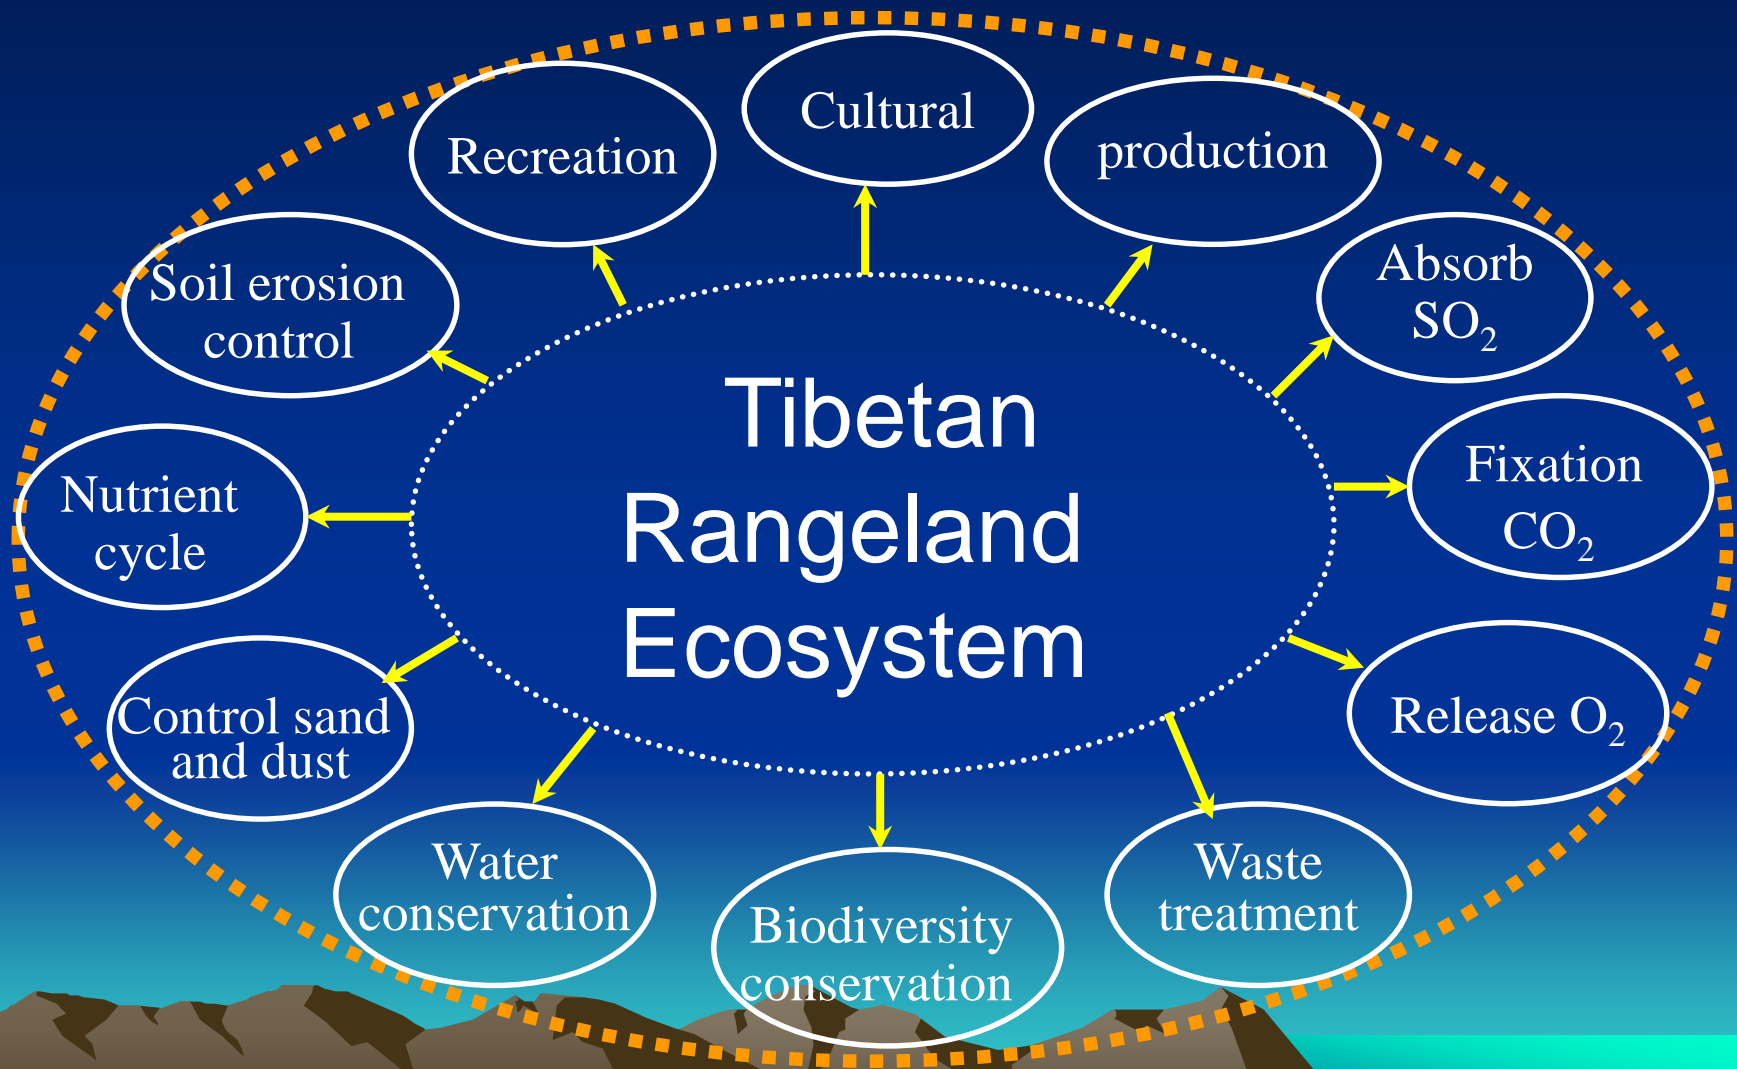 Cultural
Recreation
production
Soil erosion
control
Absorb
SO₂
Tibetan
Rangeland
Ecosystem
Nutrient
cycle
Fixation
CO₂
Control sand
and dust
Release O₂
Water
conservation
Biodiversity
conservation
Waste
treatment